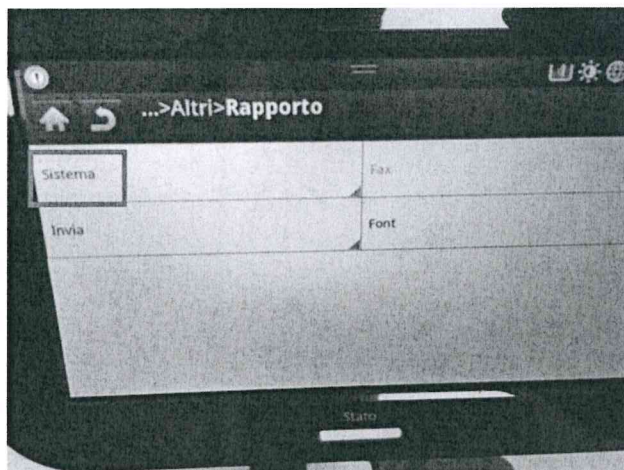 ...>Altri>Rapporto
Sistema
Fax
Invia
Font
Stato